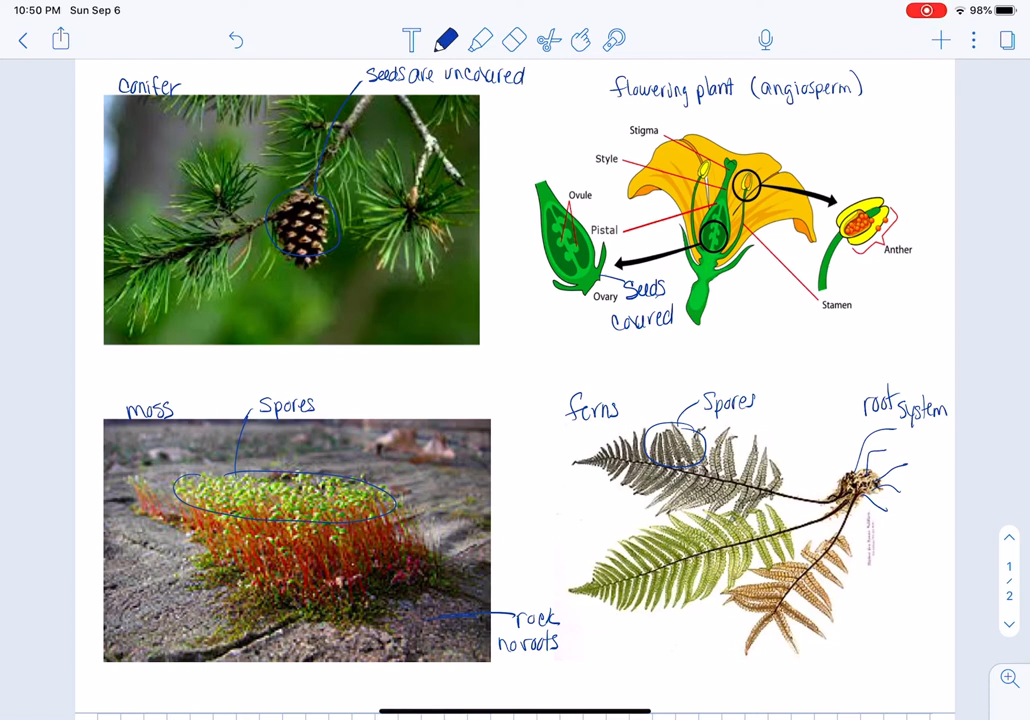 10:50 PM Sun Sep 6
98%
T
conifer
seeds are uncovered
flowering plant (angiosperm)
Stigma
Style
Ovule
Pistal
Anther
Ovary
Seeds
covured
Stamen
moss
Spores
ferns
Spores
root
system
rock
no roots
1
/
2